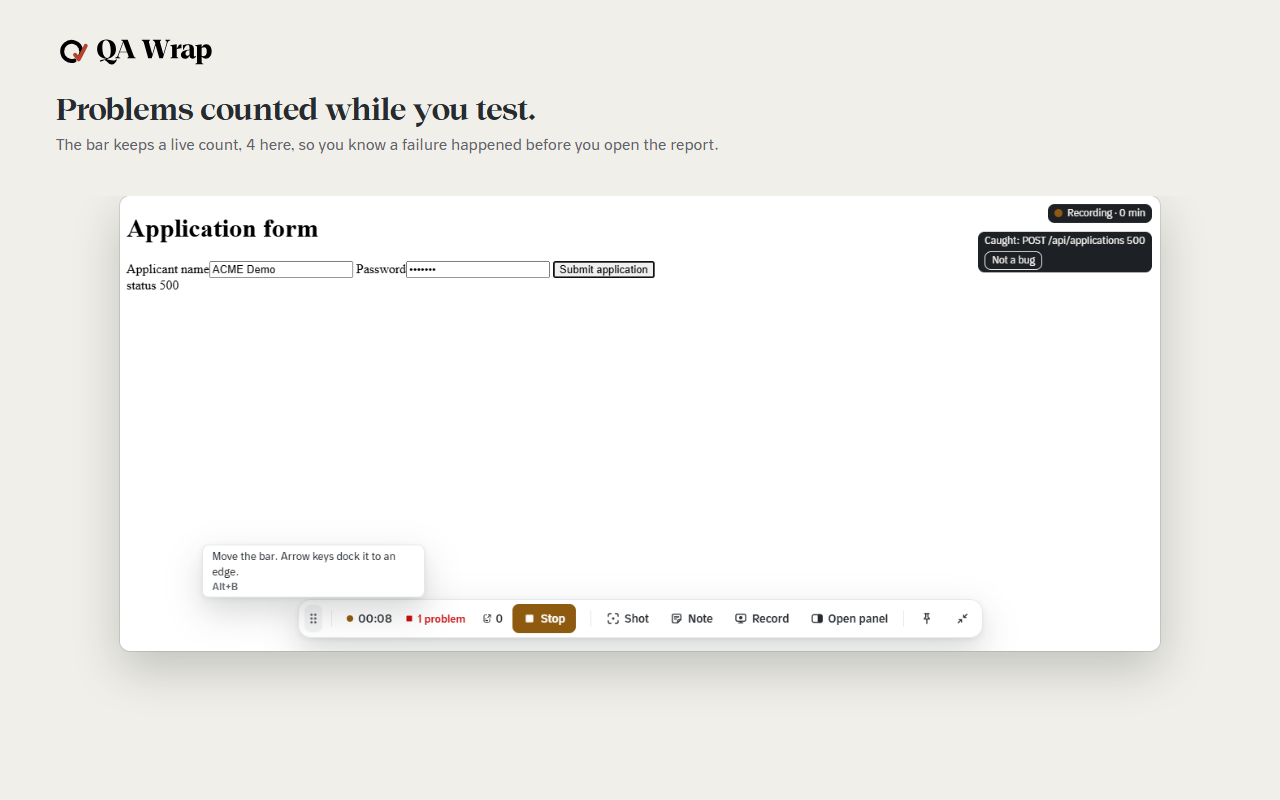 QA Wrap
Problems counted while you test.
The bar keeps a live count, 4 here, so you know a failure happened before you open the report.
Recording · 0 min
Application form
Caught: POST /api/applications 500
Not a bug
Applicant name ACME Demo Password ••••••• Submit application
status 500
Move the bar. Arrow keys dock it to an
edge.
Alt+B
00:08 1 problem 0 Stop Shot Note Record Open panel